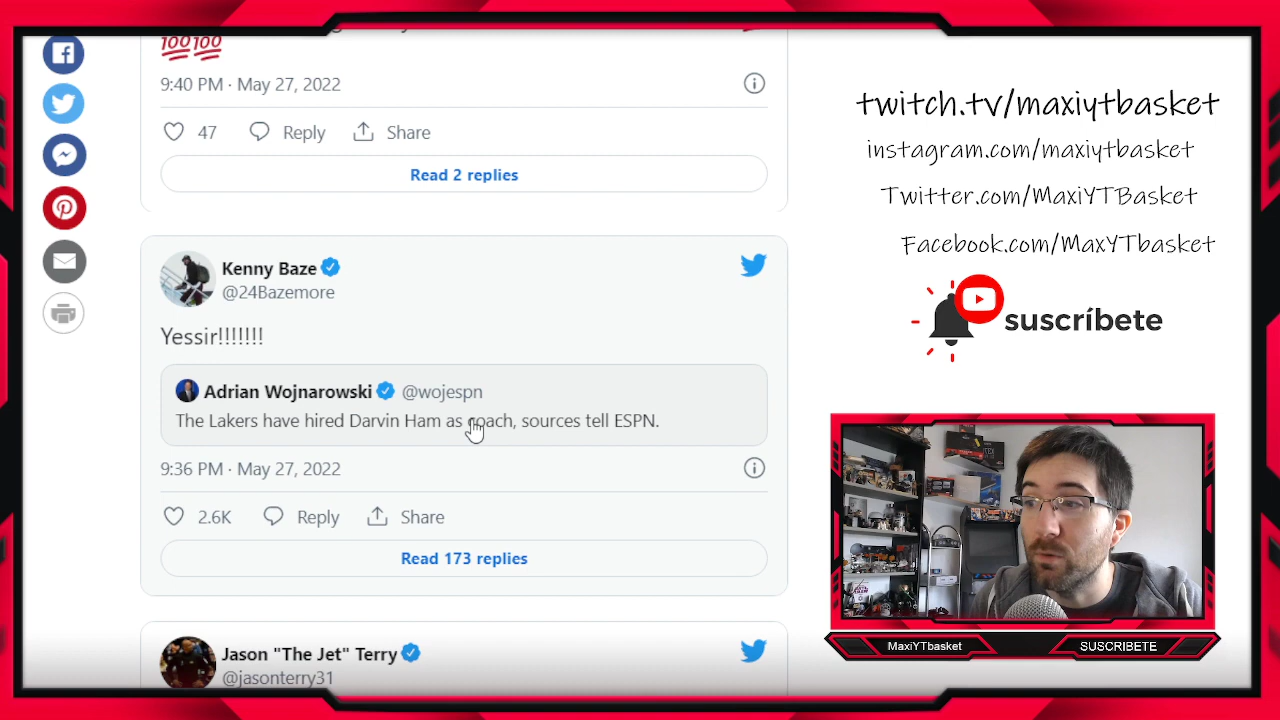 💯💯
9:40 PM · May 27, 2022
47 Reply Share
Read 2 replies
Kenny Baze
@24Bazemore
Yessir!!!!!!!
Adrian Wojnarowski @wojespn
The Lakers have hired Darvin Ham as coach, sources tell ESPN.
9:36 PM · May 27, 2022
2.6K Reply Share
Read 173 replies
Jason "The Jet" Terry
@jasonterry31
twitch.tv/maxiytbasket
instagram.com/maxiytbasket
Twitter.com/MaxiYTBasket
Facebook.com/MaxYTbasket
suscríbete
MaxiYTbasket
SUSCRIBETE